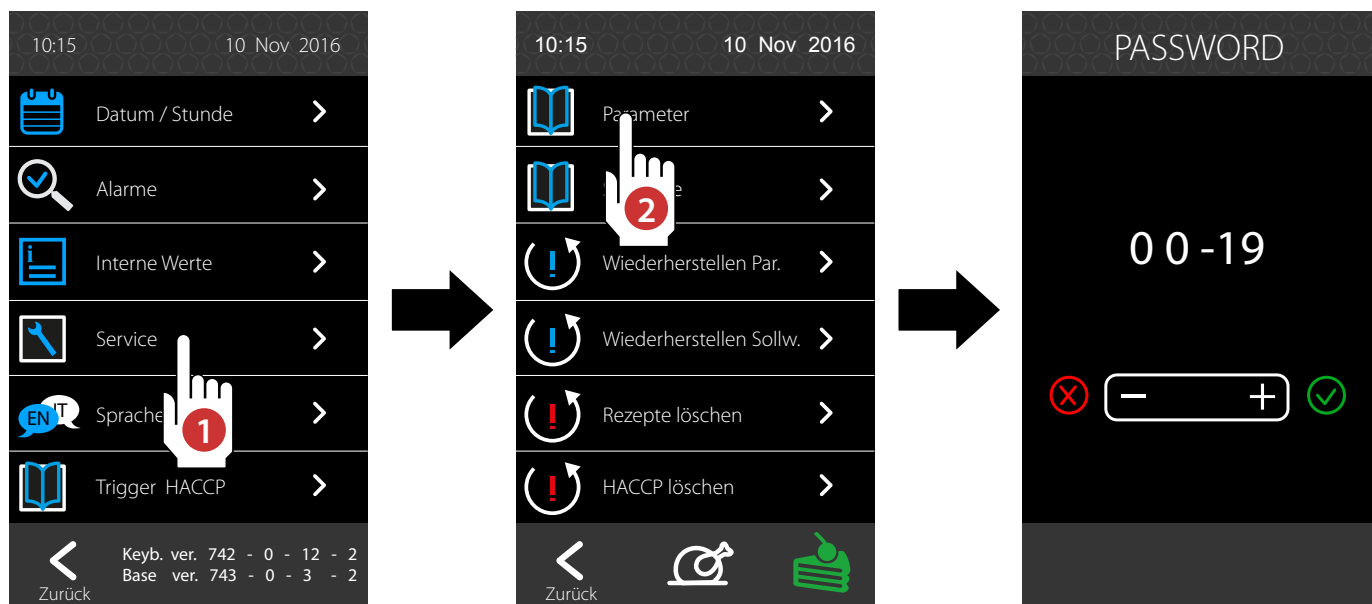 10:15 10 Nov 2016
Datum / Stunde
Alarme
i
Interne Werte
Service
EN IT
Sprache
1
Trigger HACCP
Keyb. ver. 742 - 0 - 12 - 2
Base ver. 743 - 0 - 3 - 2
Zurück
10:15 10 Nov 2016
Parameter
2
Wiederherstellen Par.
Wiederherstellen Sollw.
Rezepte löschen
HACCP löschen
Zurück
PASSWORD
0 0 -19